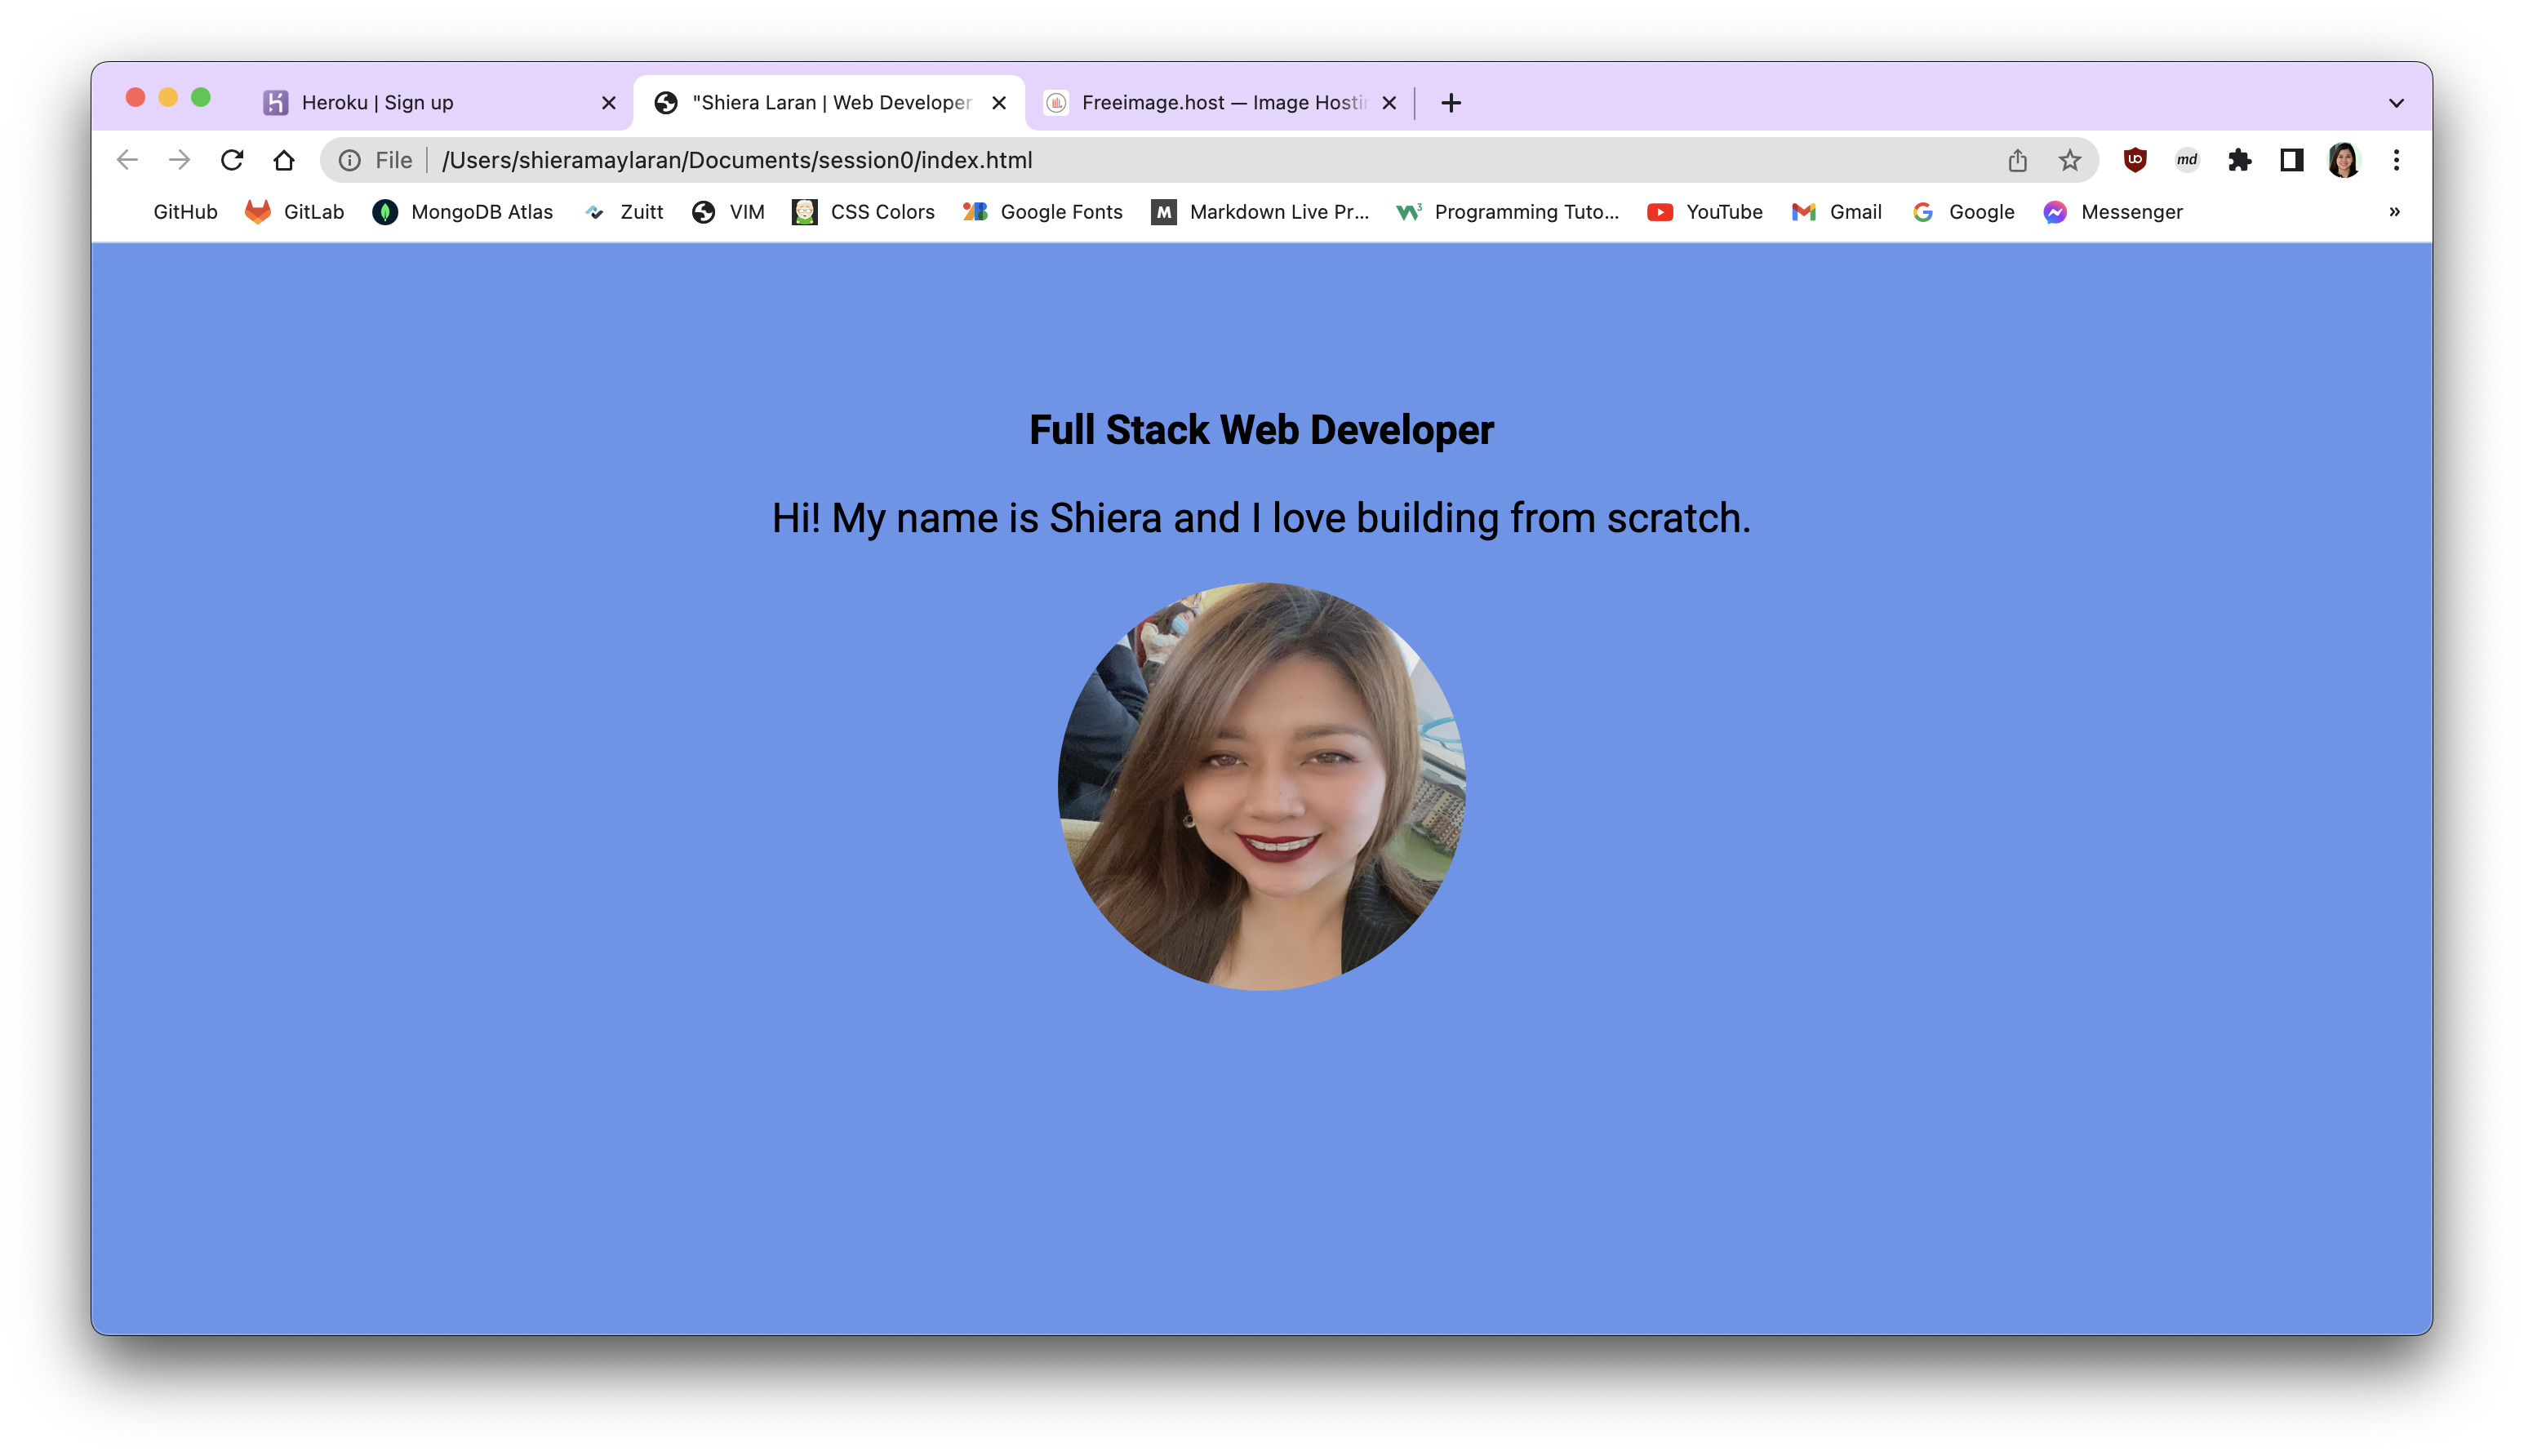 Heroku | Sign up
"Shiera Laran | Web Developer
Freeimage.host — Image Hosti
File /Users/shieramaylaran/Documents/session0/index.html
md
GitHub GitLab MongoDB Atlas Zuitt VIM CSS Colors Google Fonts M Markdown Live Pr... Programming Tuto... YouTube Gmail Google Messenger »
Full Stack Web Developer
Hi! My name is Shiera and I love building from scratch.